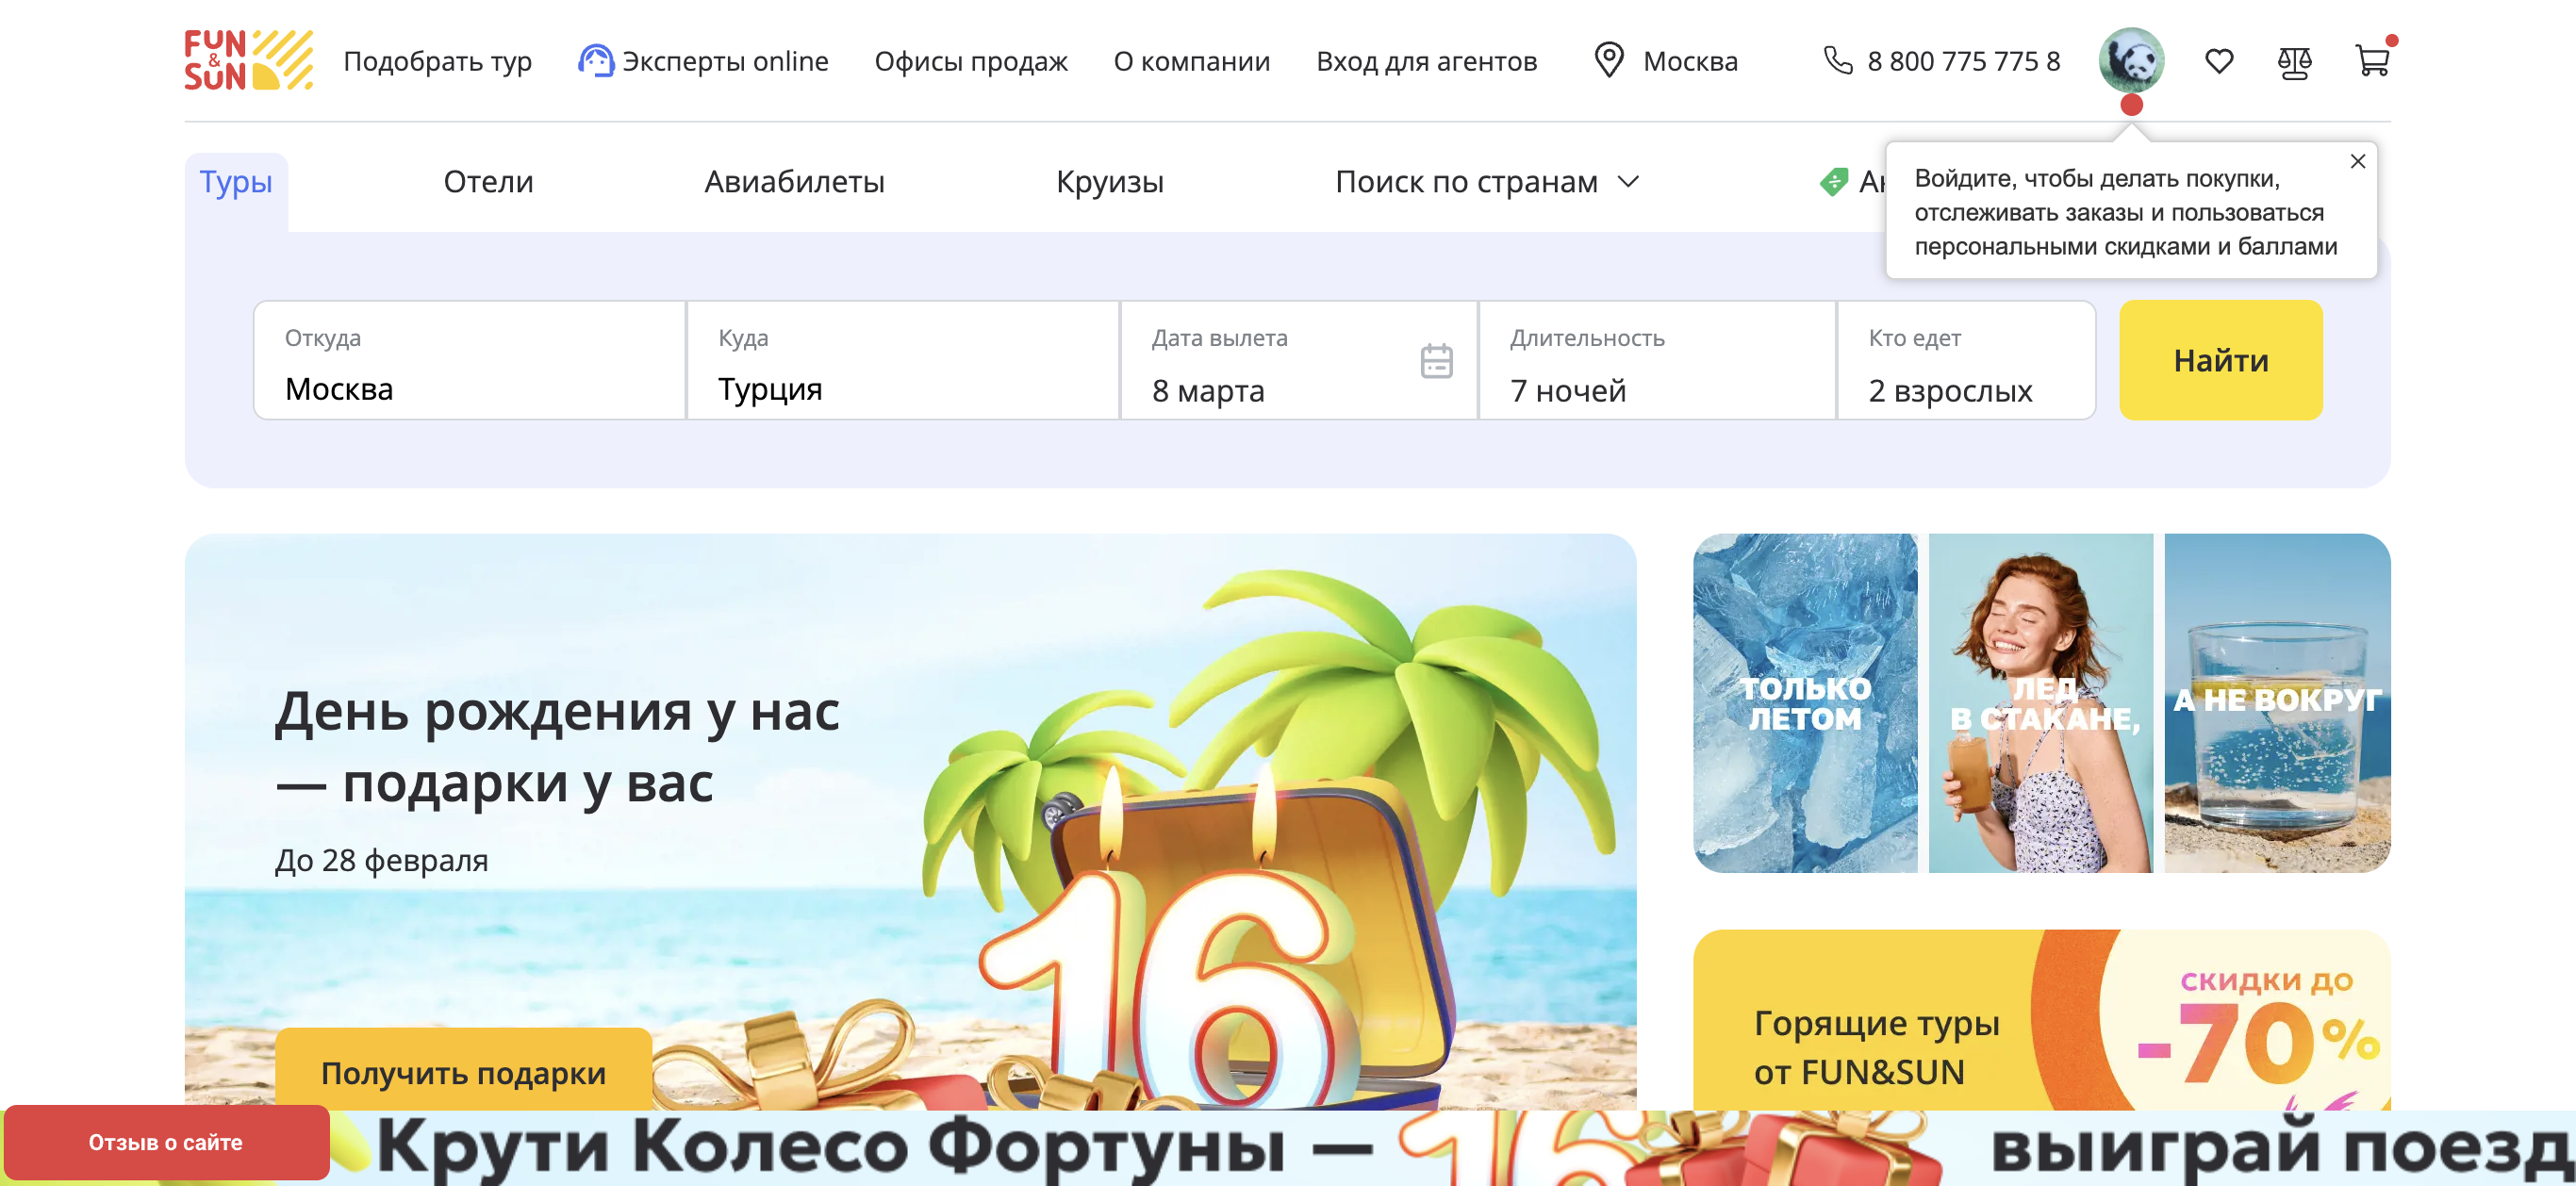 FUN
&
SUN
Подобрать тур
Эксперты online
Офисы продаж
О компании
Вход для агентов
Москва
8 800 775 775 8
Туры
Отели
Авиабилеты
Круизы
Поиск по странам
Войдите, чтобы делать покупки,
отслеживать заказы и пользоваться
персональными скидками и баллами
Откуда
Москва
Куда
Турция
Дата вылета
8 марта
Длительность
7 ночей
Кто едет
2 взрослых
Найти
День рождения у нас
— подарки у вас
До 28 февраля
16
Получить подарки
ТОЛЬКО
ЛЕТОМ
ЛЕД
В СТАКАНЕ,
А НЕ ВОКРУГ
Горящие туры
от FUN&SUN
СКИДКИ ДО
-70%
Отзыв о сайте
Крути Колесо Фортуны —
16
выиграй поезд